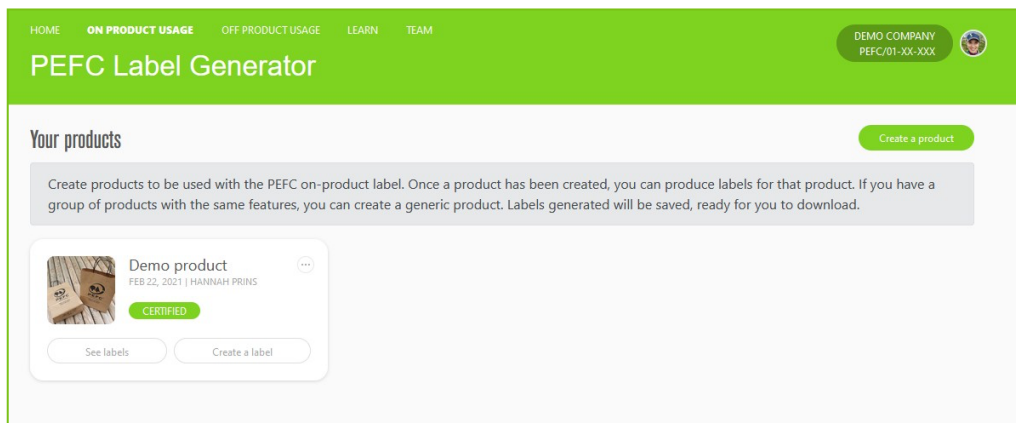 HOME ON PRODUCT USAGE OFF PRODUCT USAGE LEARN TEAM
PEFC Label Generator
DEMO COMPANY
PEFC/01-XX-XXX
Your products
Create a product
Create products to be used with the PEFC on-product label. Once a product has been created, you can produce labels for that product. If you have a
group of products with the same features, you can create a generic product. Labels generated will be saved, ready for you to download.
Demo product
FEB 22, 2021 | HANNAH PRINS
CERTIFIED
PEFC
PEFC
See labels
Create a label